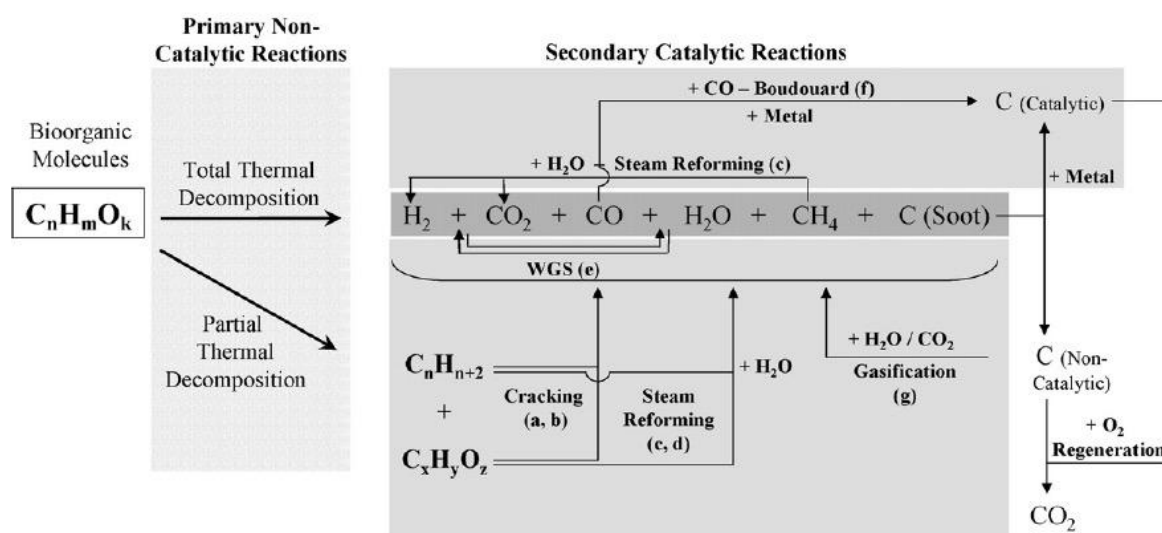 Primary Non-
Catalytic Reactions
Secondary Catalytic Reactions
Bioorganic
Molecules
CₙHₘOₖ
Total Thermal
Decomposition
Partial
Thermal
Decomposition
+ CO – Boudouard (f)
+ Metal
C (Catalytic)
+ H₂O – Steam Reforming (c)
+ Metal
H₂ + CO₂ + CO + H₂O + CH₄ + C (Soot)
WGS (e)
CₙHₙ₊₂
+
CₓHᵧO_z
Cracking
(a, b)
Steam
Reforming
(c, d)
+ H₂O
+ H₂O / CO₂
Gasification
(g)
C (Non-
Catalytic)
+ O₂
Regeneration
CO₂